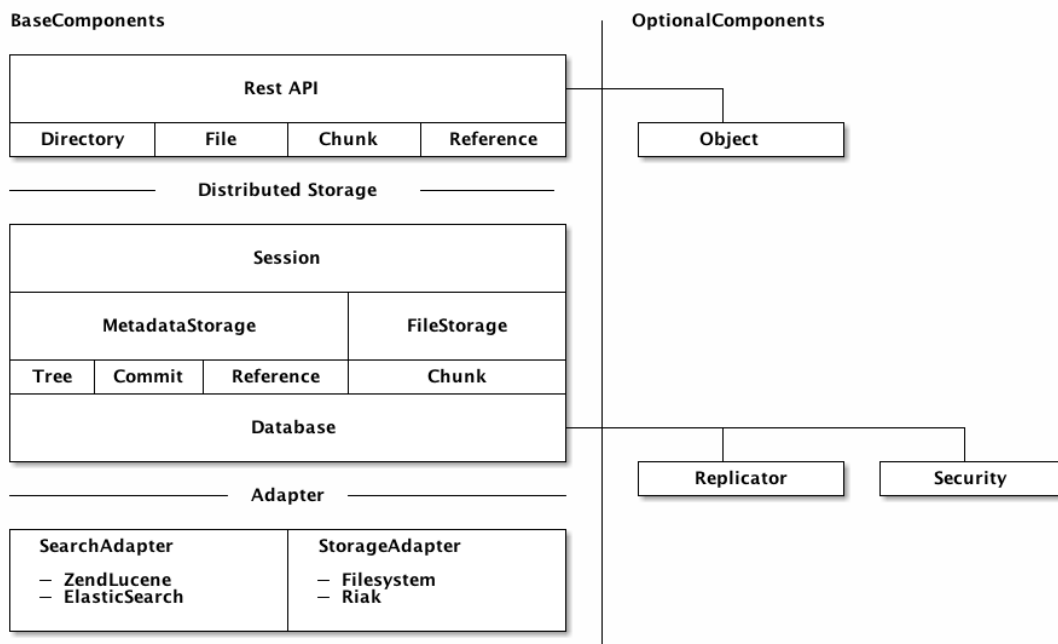 BaseComponents
OptionalComponents
Rest API
Directory File Chunk Reference
Object
Distributed Storage
Session
MetadataStorage FileStorage
Tree Commit Reference Chunk
Database
Replicator Security
Adapter
SearchAdapter
– ZendLucene
– ElasticSearch
StorageAdapter
– Filesystem
– Riak